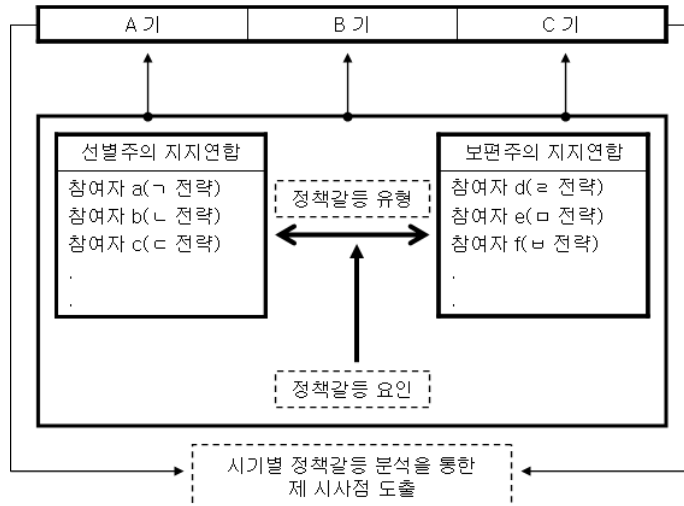 A 기 B 기 C 기
선별주의 지지연합
참여자 a(ㄱ 전략)
참여자 b(ㄴ 전략)
참여자 c(ㄷ 전략)
.
.
정책갈등 유형
보편주의 지지연합
참여자 d(ㄹ 전략)
참여자 e(ㅁ 전략)
참여자 f(ㅂ 전략)
.
.
정책갈등 요인
시기별 정책갈등 분석을 통한
제 시사점 도출